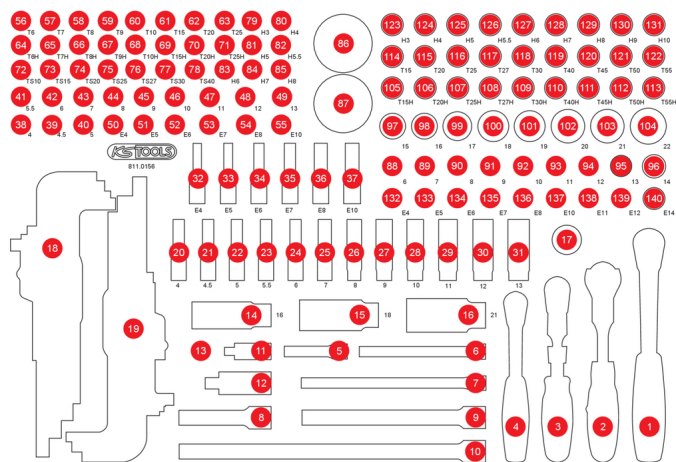 56 57 58 59 60 61 62 63 79 80
T6 T7 T8 T9 T10 T15 T20 T25 H3 H4
64 65 66 67 68 69 70 71 81 82
T6H T7H T8H T9H T10H T15H T20H T25H H5 H5.5
72 73 74 75 76 77 78 83 84 85
TS10 TS15 TS20 TS25 TS27 TS30 TS40 H6 H7 H8
41 42 43 44 45 46 47 48 49
5.5 6 7 8 9 10 11 12 13
38 39 40 50 51 52 53 54 55
4 4.5 5 E4 E5 E6 E7 E8 E10
86
87
123 124 125 126 127 128 129 130 131
H3 H4 H5 H5.5 H6 H7 H8 H9 H10
114 115 116 117 118 119 120 121 122
T15 T20 T25 T27 T30 T40 T45 T50 T55
105 106 107 108 109 110 111 112 113
T15H T20H T25H T27H T30H T40H T45H T50H T55H
97 98 99 100 101 102 103 104
15 16 17 18 19 20 21 22
88 89 90 91 92 93 94 95 96
6 7 8 9 10 11 12 13 14
132 133 134 135 136 137 138 139 140
E4 E5 E6 E7 E8 E10 E11 E12 E14
KS TOOLS
811.0156
32 33 34 35 36 37
E4 E5 E6 E7 E8 E10
18
19
17
20 21 22 23 24 25 26 27 28 29 30 31
4 4.5 5 5.5 6 7 8 9 10 11 12 13
14 16 15 18 16 21
13 11 5 6
12 7
8 9
10
4 3 2 1